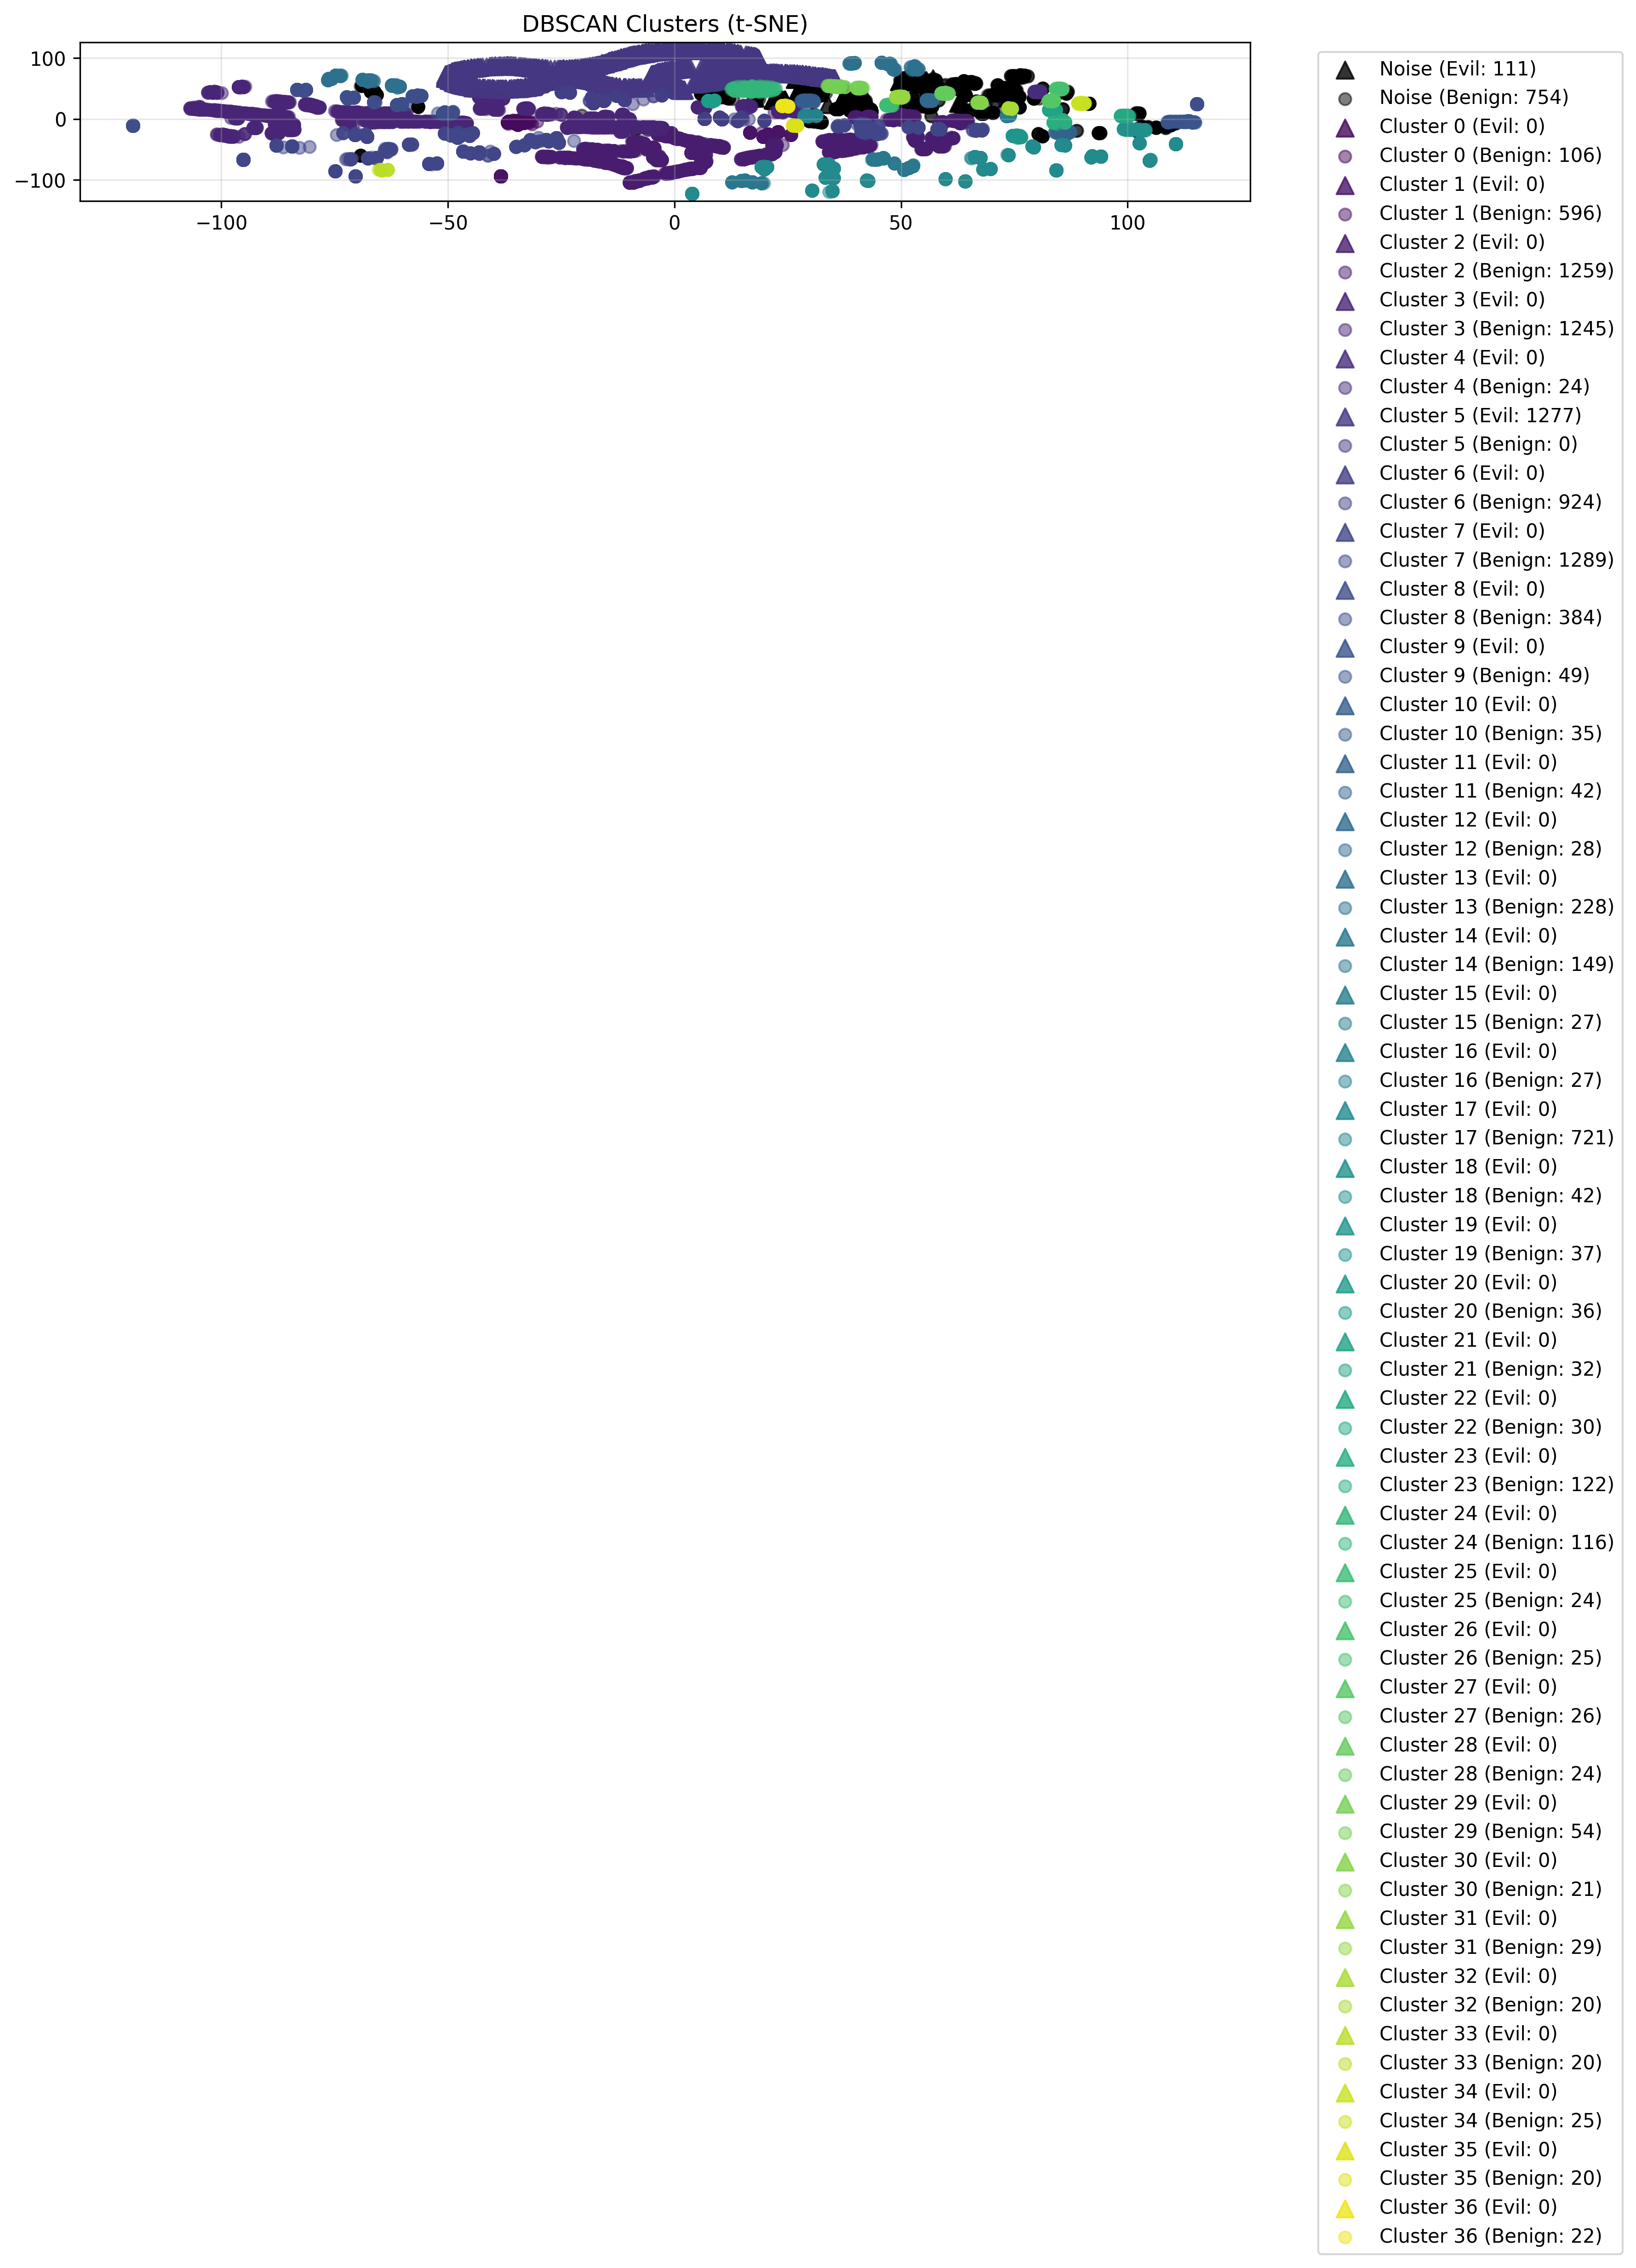 DBSCAN Clusters (t-SNE)
100
0
−100
−100
−50
0
50
100
Noise (Evil: 111)
Noise (Benign: 754)
Cluster 0 (Evil: 0)
Cluster 0 (Benign: 106)
Cluster 1 (Evil: 0)
Cluster 1 (Benign: 596)
Cluster 2 (Evil: 0)
Cluster 2 (Benign: 1259)
Cluster 3 (Evil: 0)
Cluster 3 (Benign: 1245)
Cluster 4 (Evil: 0)
Cluster 4 (Benign: 24)
Cluster 5 (Evil: 1277)
Cluster 5 (Benign: 0)
Cluster 6 (Evil: 0)
Cluster 6 (Benign: 924)
Cluster 7 (Evil: 0)
Cluster 7 (Benign: 1289)
Cluster 8 (Evil: 0)
Cluster 8 (Benign: 384)
Cluster 9 (Evil: 0)
Cluster 9 (Benign: 49)
Cluster 10 (Evil: 0)
Cluster 10 (Benign: 35)
Cluster 11 (Evil: 0)
Cluster 11 (Benign: 42)
Cluster 12 (Evil: 0)
Cluster 12 (Benign: 28)
Cluster 13 (Evil: 0)
Cluster 13 (Benign: 228)
Cluster 14 (Evil: 0)
Cluster 14 (Benign: 149)
Cluster 15 (Evil: 0)
Cluster 15 (Benign: 27)
Cluster 16 (Evil: 0)
Cluster 16 (Benign: 27)
Cluster 17 (Evil: 0)
Cluster 17 (Benign: 721)
Cluster 18 (Evil: 0)
Cluster 18 (Benign: 42)
Cluster 19 (Evil: 0)
Cluster 19 (Benign: 37)
Cluster 20 (Evil: 0)
Cluster 20 (Benign: 36)
Cluster 21 (Evil: 0)
Cluster 21 (Benign: 32)
Cluster 22 (Evil: 0)
Cluster 22 (Benign: 30)
Cluster 23 (Evil: 0)
Cluster 23 (Benign: 122)
Cluster 24 (Evil: 0)
Cluster 24 (Benign: 116)
Cluster 25 (Evil: 0)
Cluster 25 (Benign: 24)
Cluster 26 (Evil: 0)
Cluster 26 (Benign: 25)
Cluster 27 (Evil: 0)
Cluster 27 (Benign: 26)
Cluster 28 (Evil: 0)
Cluster 28 (Benign: 24)
Cluster 29 (Evil: 0)
Cluster 29 (Benign: 54)
Cluster 30 (Evil: 0)
Cluster 30 (Benign: 21)
Cluster 31 (Evil: 0)
Cluster 31 (Benign: 29)
Cluster 32 (Evil: 0)
Cluster 32 (Benign: 20)
Cluster 33 (Evil: 0)
Cluster 33 (Benign: 20)
Cluster 34 (Evil: 0)
Cluster 34 (Benign: 25)
Cluster 35 (Evil: 0)
Cluster 35 (Benign: 20)
Cluster 36 (Evil: 0)
Cluster 36 (Benign: 22)